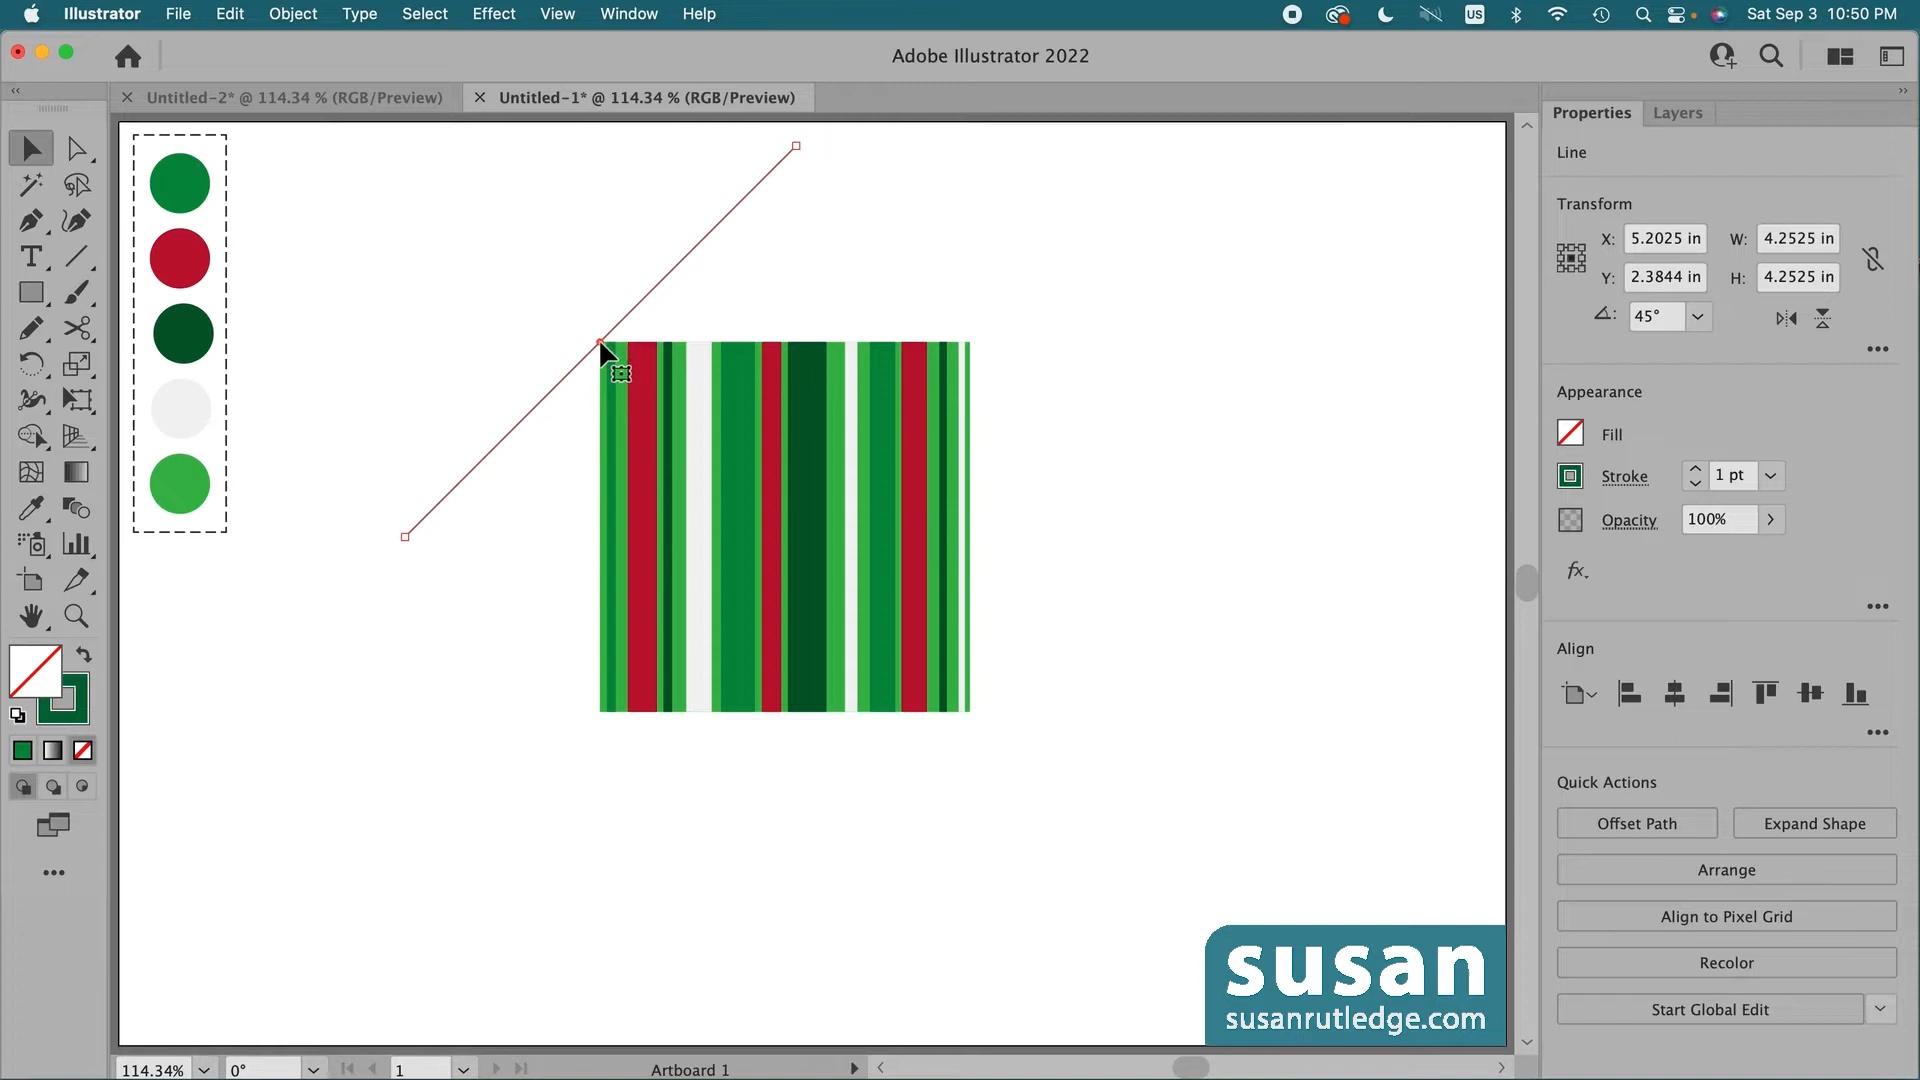 Illustrator File Edit Object Type Select Effect View Window Help US Sat Sep 3 10:50 PM
Adobe Illustrator 2022
Untitled-2* @ 114.34 % (RGB/Preview) Untitled-1* @ 114.34 % (RGB/Preview)
Properties Layers
Line
Transform
X: 5.2025 in W: 4.2525 in
Y: 2.3844 in H: 4.2525 in
45°
Appearance
Fill
Stroke 1 pt
Opacity 100%
fx.
Align
Quick Actions
Offset Path Expand Shape
Arrange
Align to Pixel Grid
Recolor
Start Global Edit
susan
susanrutledge.com
114.34% 0° 1 Artboard 1